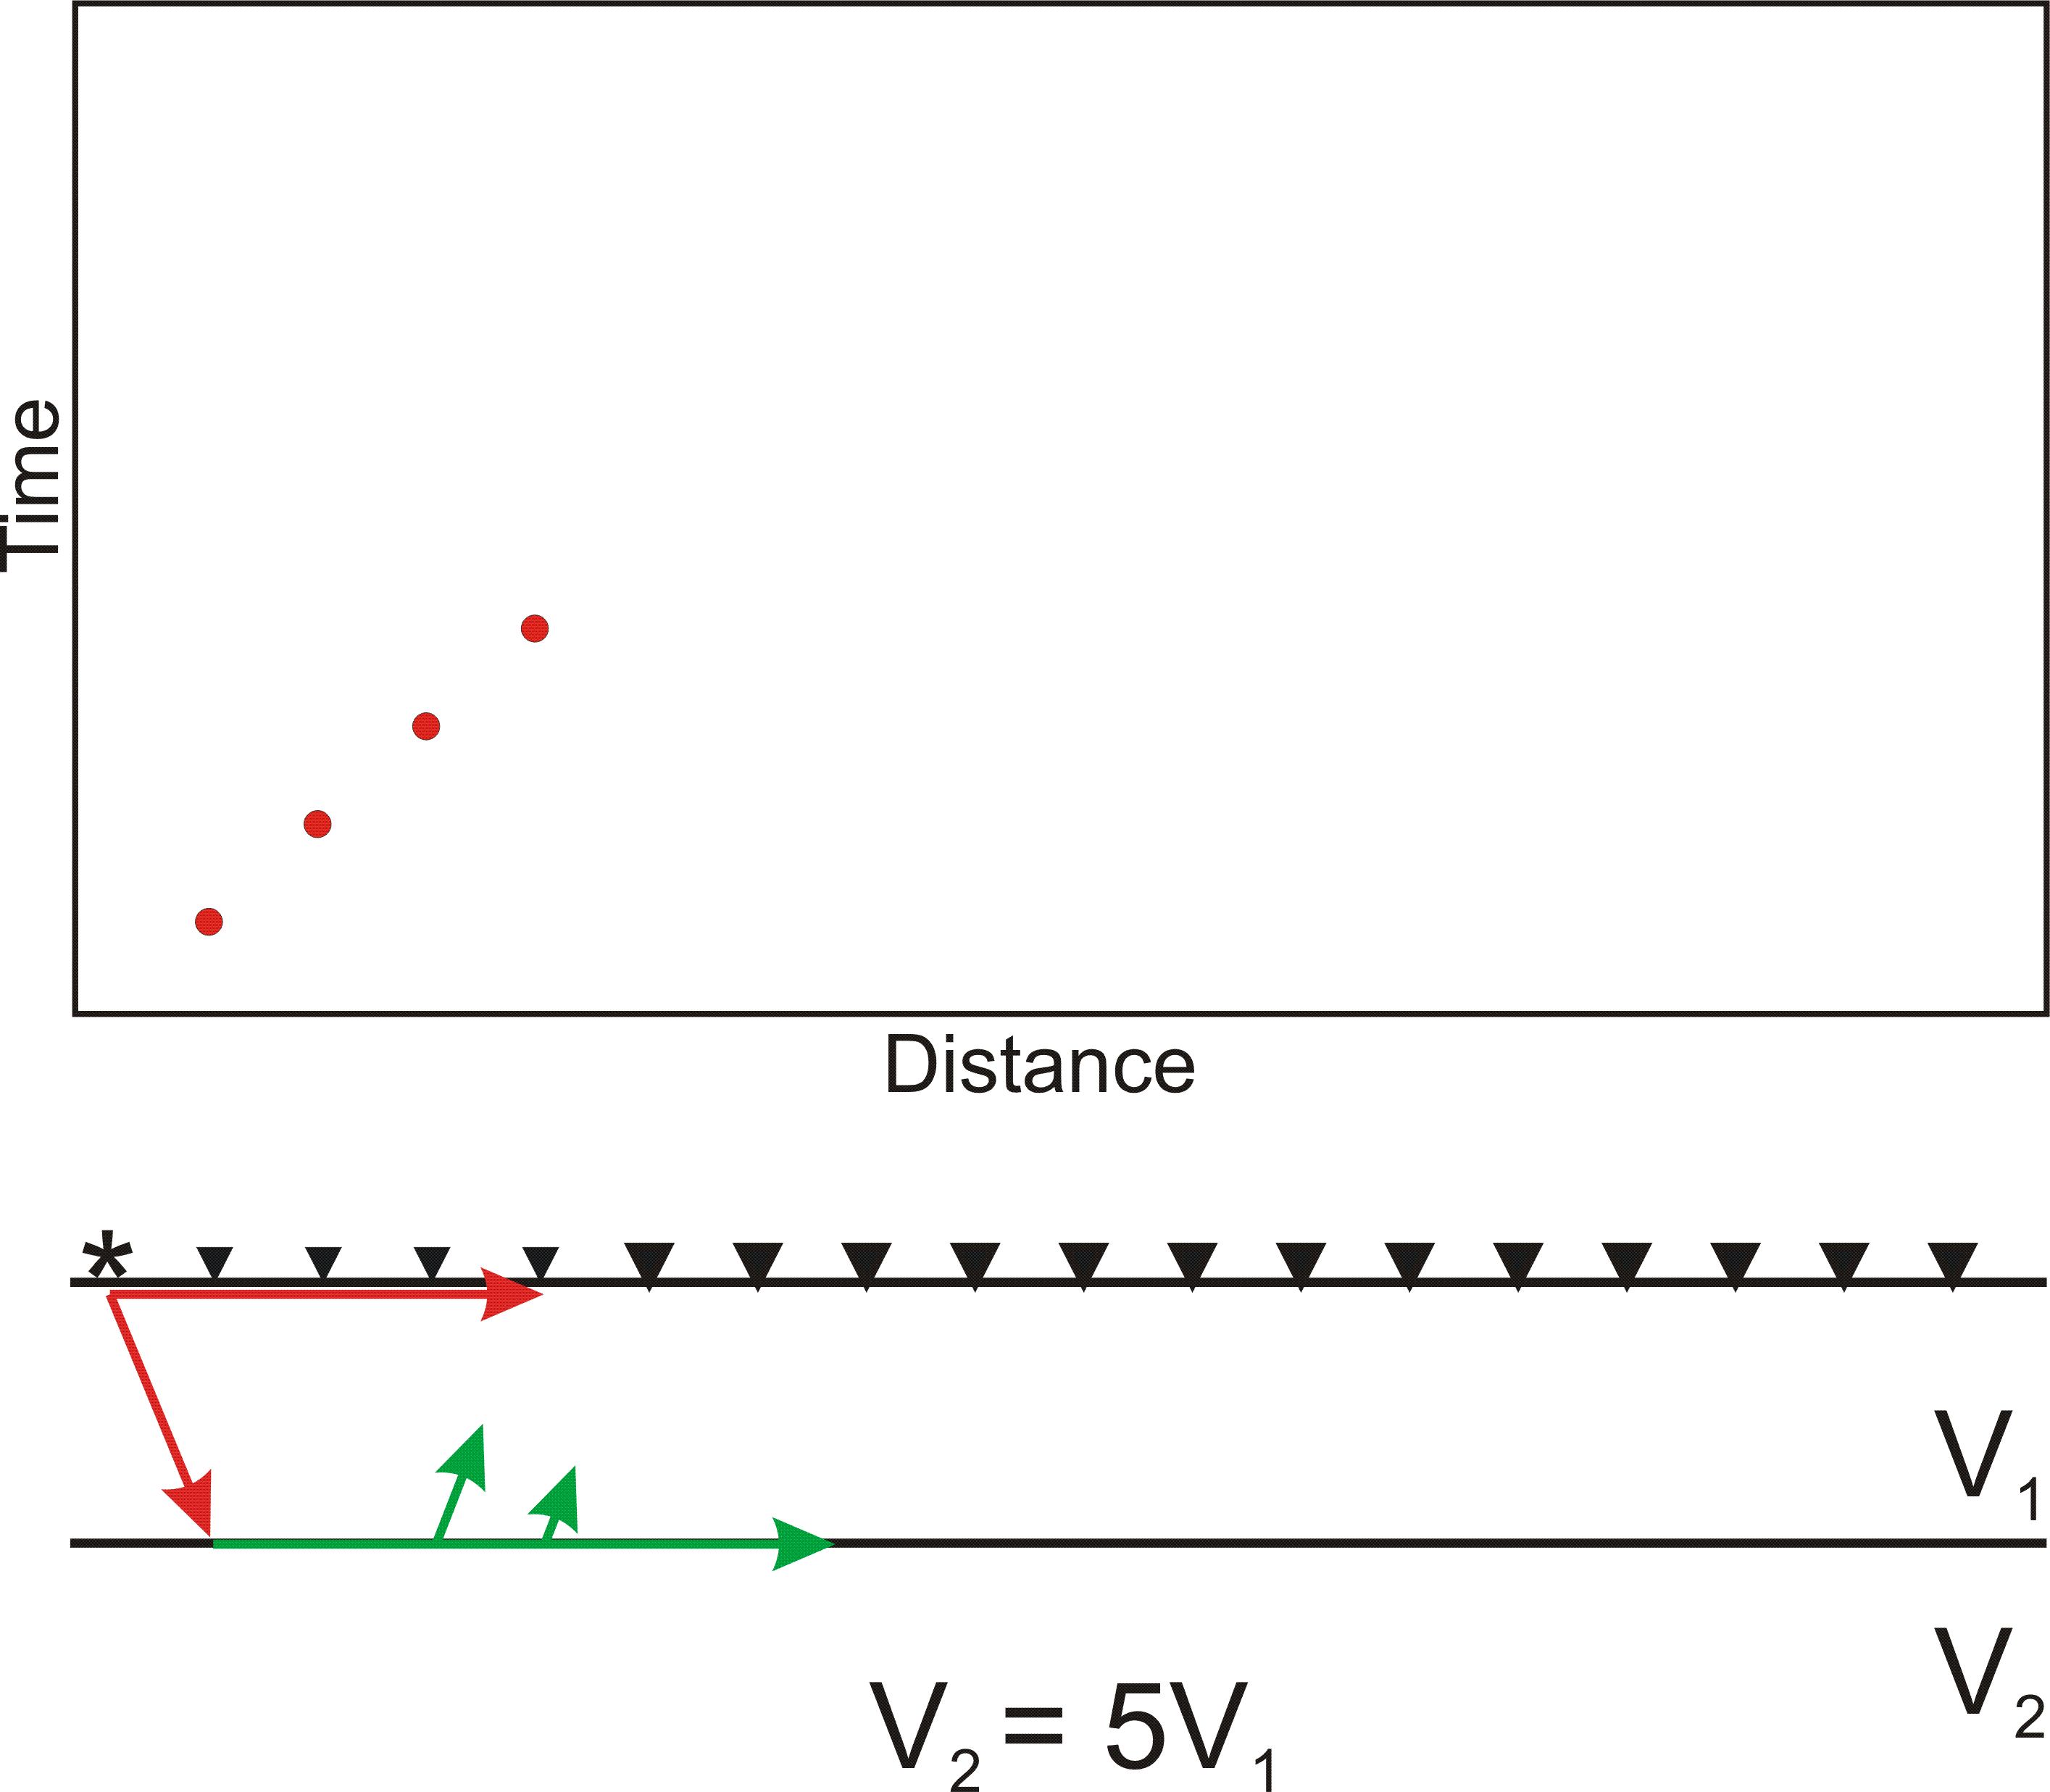 Time
Distance
*
V₁
V₂
V₂ = 5V₁